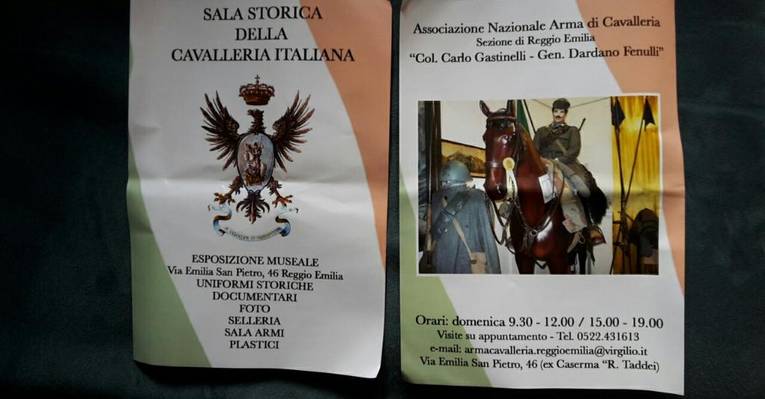 SALA STORICA
DELLA
CAVALLERIA ITALIANA
ESPOSIZIONE MUSEALE
Via Emilia San Pietro, 46 Reggio Emilia
UNIFORMI STORICHE
DOCUMENTARI
FOTO
SELLERIA
SALA ARMI
PLASTICI
Associazione Nazionale Arma di Cavalleria
Sezione di Reggio Emilia
"Col. Carlo Gastinelli - Gen. Dardano Fenulli"
Orari: domenica 9.30 - 12.00 / 15.00 - 19.00
Visite su appuntamento - Tel. 0522.431613
e-mail: armacavalleria.reggioemilia@virgilio.it
Via Emilia San Pietro, 46 (ex Caserma "R. Taddei)